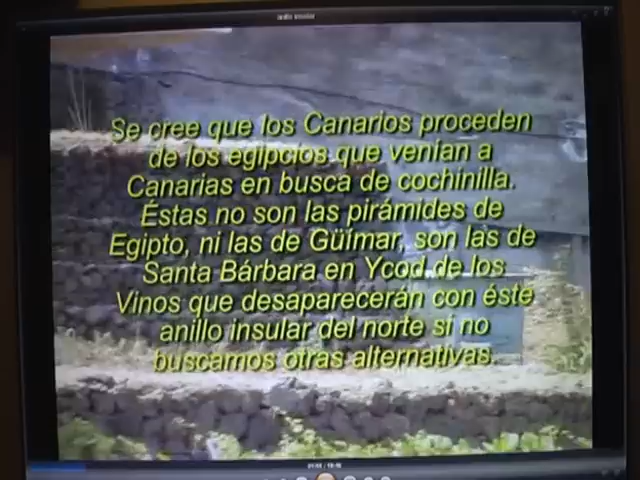 Se cree que los Canarios proceden
de los egipcios que venían a
Canarias en busca de cochinilla.
Éstas no son las pirámides de
Egipto, ni las de Güímar, son las de
Santa Bárbara en Ycod de los
Vinos que desaparecerán con éste
anillo insular del norte sí no
buscamos otras alternativas.